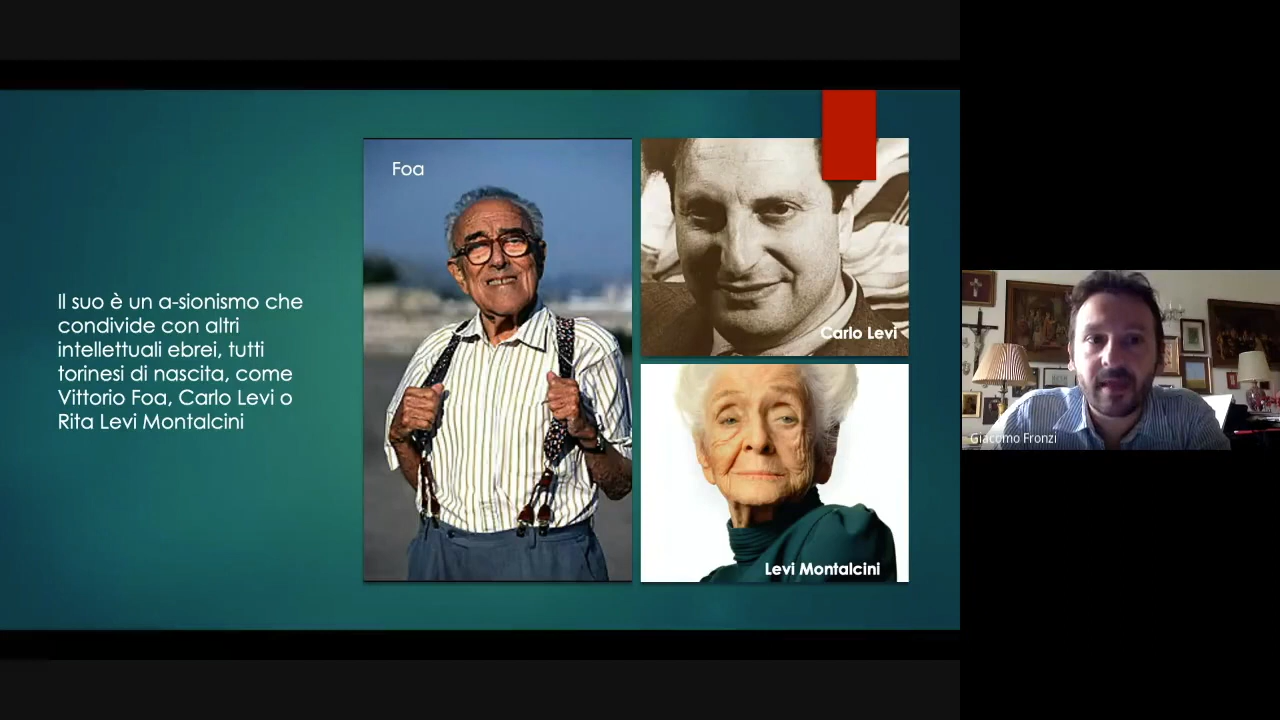 Foa
Carlo Levi
Il suo è un a-sionismo che
condivide con altri
intellettuali ebrei, tutti
torinesi di nascita, come
Vittorio Foa, Carlo Levi o
Rita Levi Montalcini
Levi Montalcini
Giacomo Fronzi